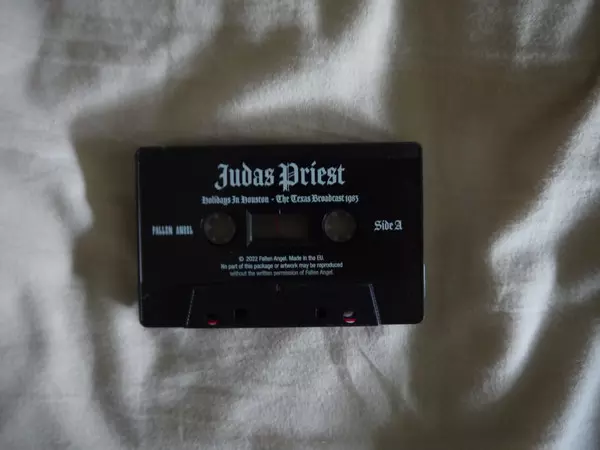 Judas Priest
Holidays In Houston - The Texas Broadcast 1983
FALLEN ANGEL
Side A
© 2022 Fallen Angel. Made in the EU.
No part of this package or artwork may be reproduced
without the written permission of Fallen Angel.